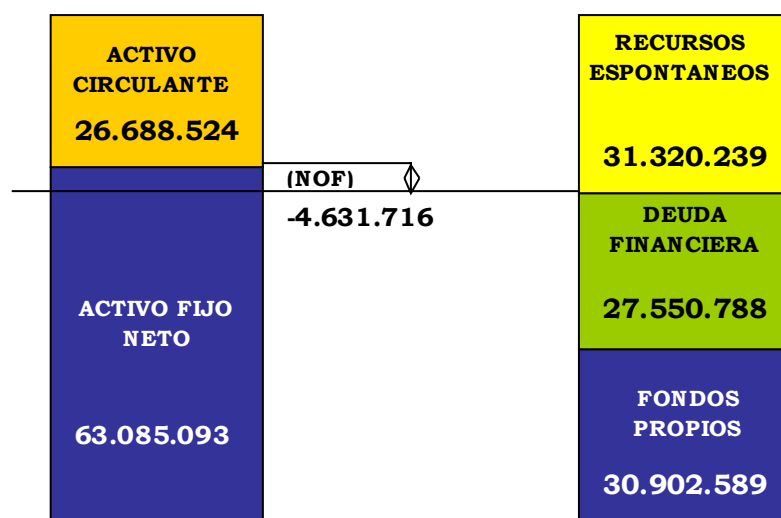 ACTIVO
CIRCULANTE
26.688.524
(NOF)
-4.631.716
ACTIVO FIJO
NETO
63.085.093
RECURSOS
ESPONTANEOS
31.320.239
DEUDA
FINANCIERA
27.550.788
FONDOS
PROPIOS
30.902.589